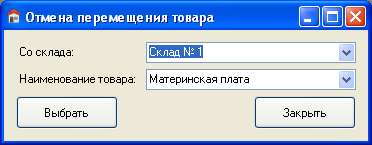 Отмена перемещения товара
Со склада: Склад № 1
Наименование товара: Материнская плата
Выбрать Закрыть